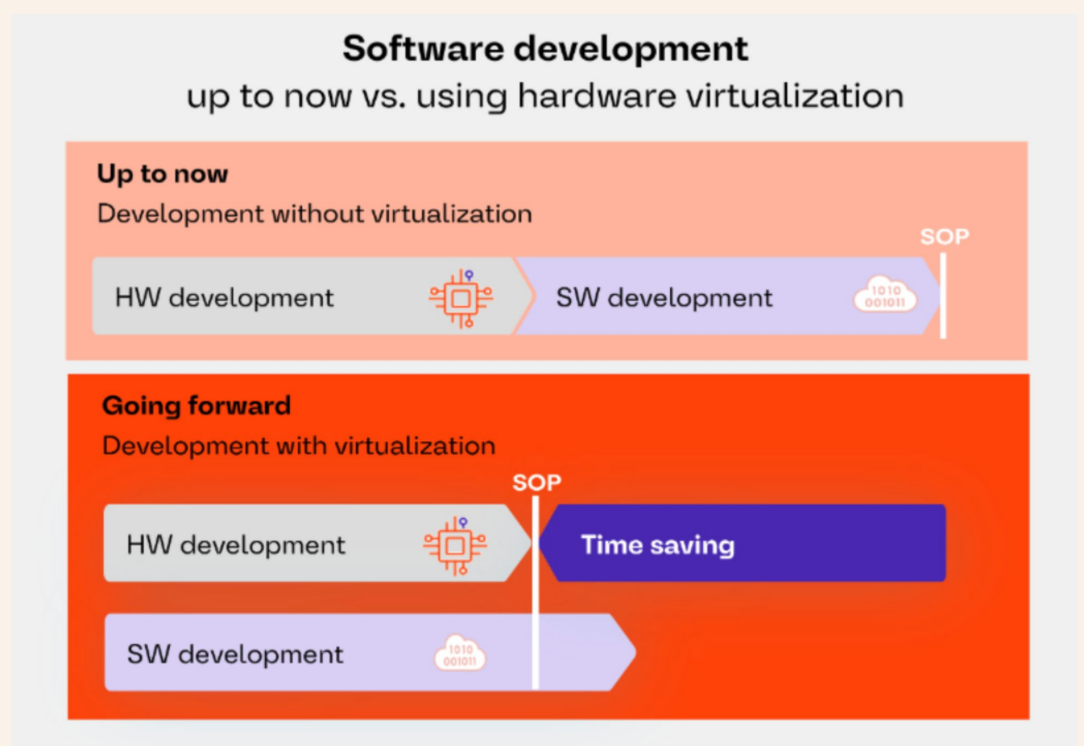 Software development
up to now vs. using hardware virtualization
Up to now
Development without virtualization
SOP
HW development
SW development
1010
001011
Going forward
Development with virtualization
SOP
HW development
Time saving
SW development
1010
001011